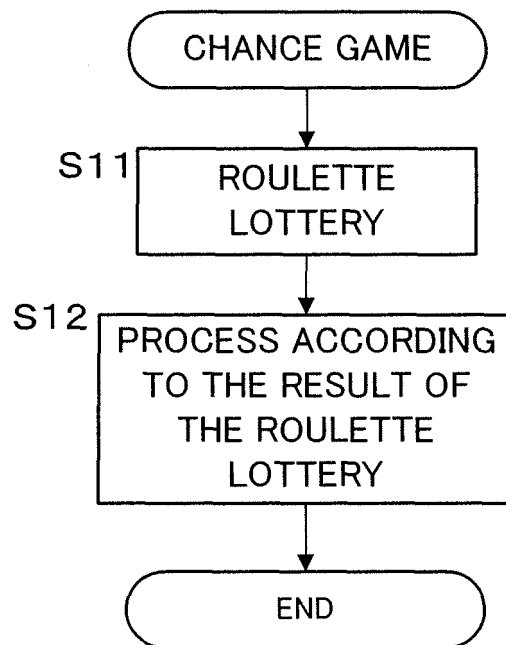 CHANCE GAME
S11
ROULETTE
LOTTERY
S12
PROCESS ACCORDING
TO THE RESULT OF
THE ROULETTE
LOTTERY
END